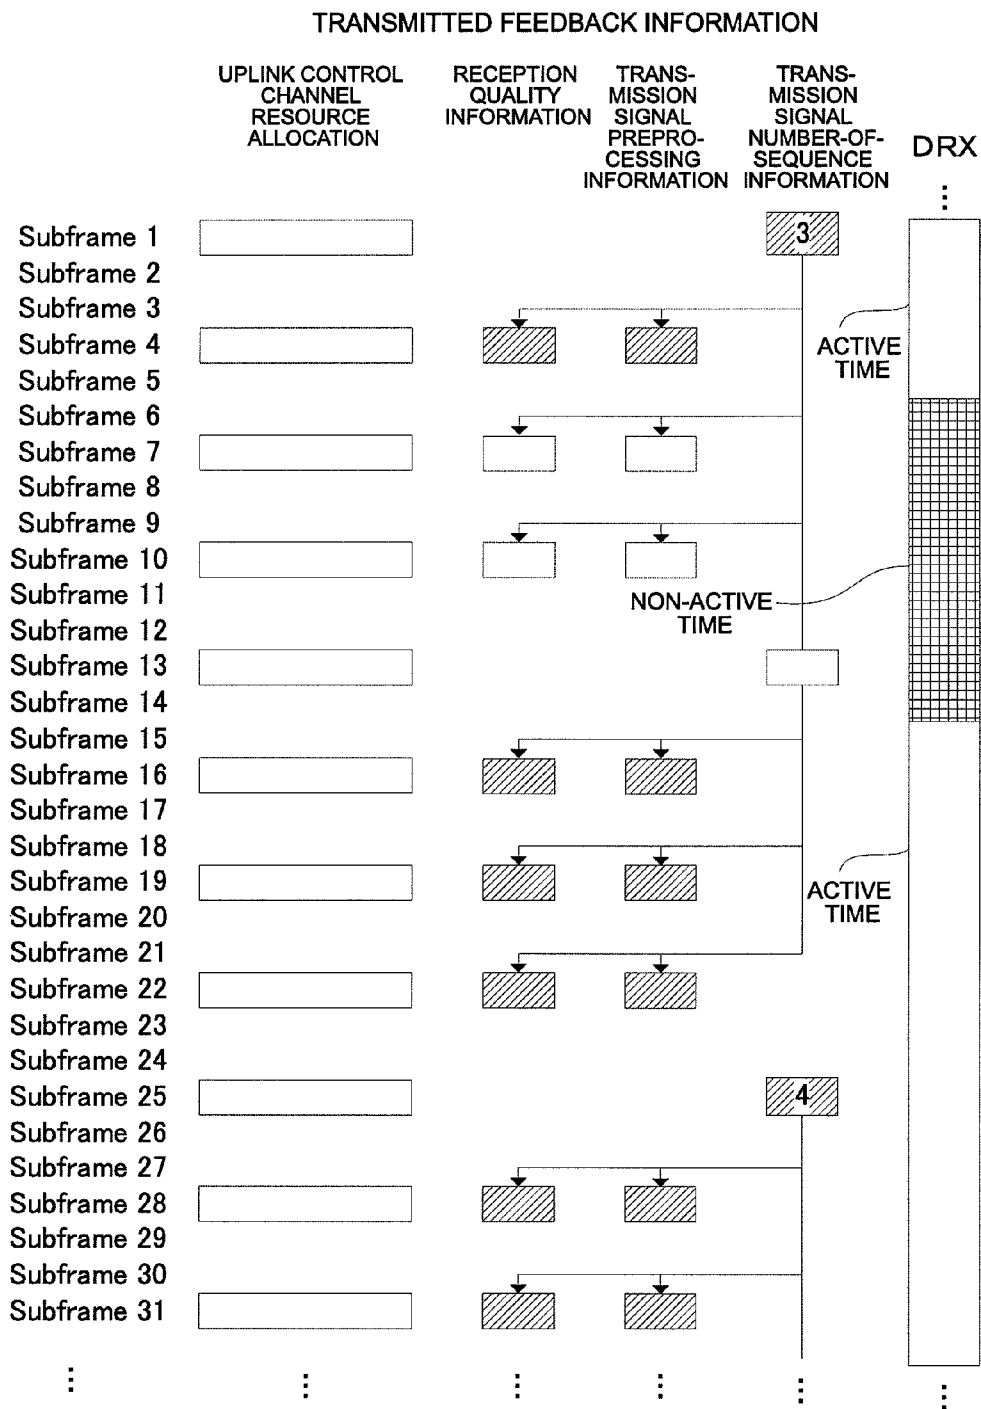 TRANSMITTED FEEDBACK INFORMATION
UPLINK CONTROL
CHANNEL
RESOURCE
ALLOCATION
RECEPTION
QUALITY
INFORMATION
TRANS-
MISSION
SIGNAL
PREPRO-
CESSING
INFORMATION
TRANS-
MISSION
SIGNAL
NUMBER-OF-
SEQUENCE
INFORMATION
DRX
Subframe 1
3
Subframe 2
Subframe 3
Subframe 4
ACTIVE
TIME
Subframe 5
Subframe 6
Subframe 7
Subframe 8
Subframe 9
Subframe 10
Subframe 11
NON-ACTIVE
TIME
Subframe 12
Subframe 13
Subframe 14
Subframe 15
Subframe 16
Subframe 17
Subframe 18
Subframe 19
ACTIVE
TIME
Subframe 20
Subframe 21
Subframe 22
Subframe 23
Subframe 24
Subframe 25
4
Subframe 26
Subframe 27
Subframe 28
Subframe 29
Subframe 30
Subframe 31